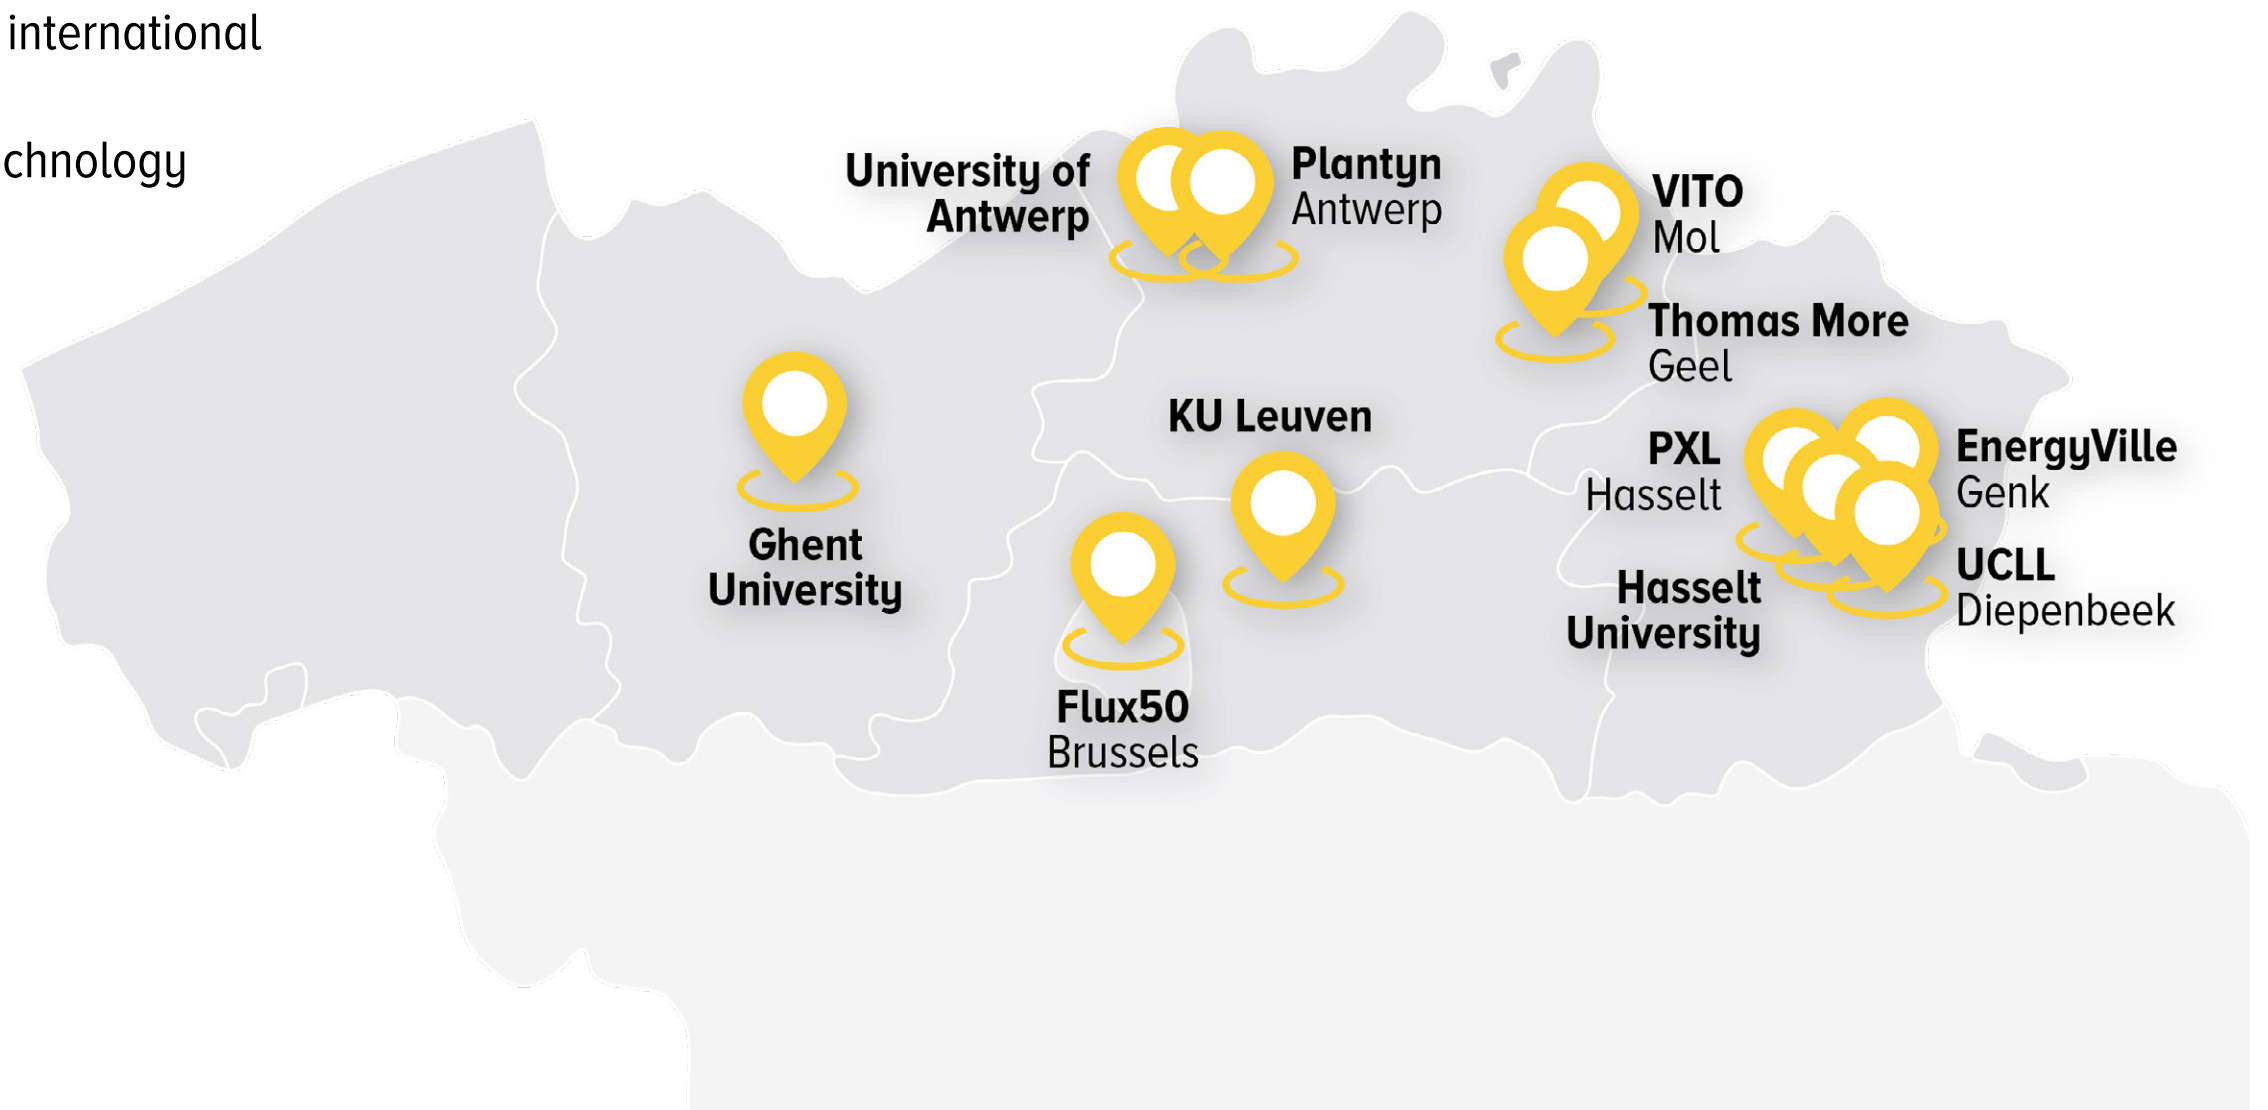 international
chnology
University of
Antwerp
Plantyn
Antwerp
VITO
Mol
Thomas More
Geel
KU Leuven
PXL
Hasselt
EnergyVille
Genk
Ghent
University
Hasselt
University
UCLL
Diepenbeek
Flux50
Brussels